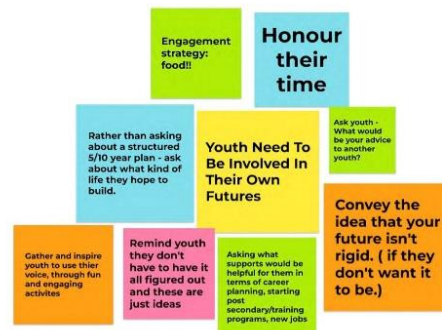 Engagement
strategy:
food!!
Honour
their
time
Rather than asking
about a structured
5/10 year plan - ask
about what kind of
life they hope to
build.
Youth Need To
Be Involved In
Their Own
Futures
Ask youth -
What would
be your advice
to another
youth?
Gather and inspire
youth to use thier
voice, through fun
and engaging
activites
Remind youth
they don't
have to have it
all figured out
and these are
just ideas
Asking what
supports would be
helpful for them in
terms of career
planning, starting
post
secondary/training
programs, new jobs
Convey the
idea that your
future isn't
rigid. ( if they
don't want it
to be.)